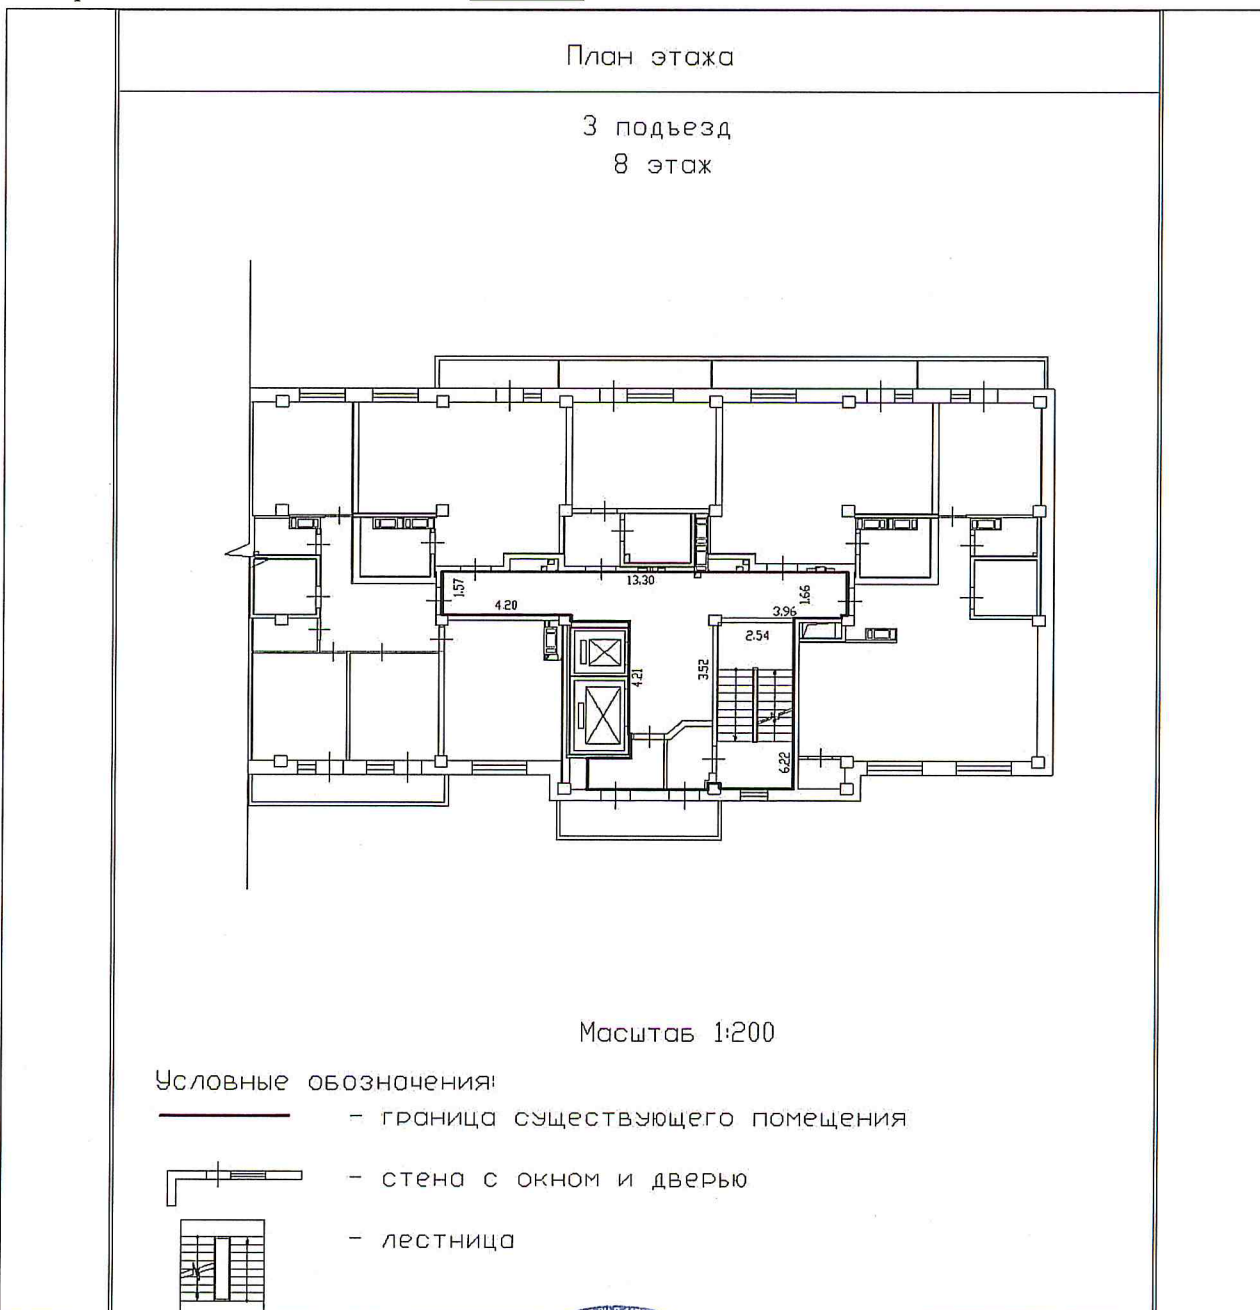 План этажа
3 подъезд
8 этаж
13.30
1.57
4.20
1.66
3.96
2.54
4.21
3.52
6.22
Масштаб 1:200
Условные обозначения:
- граница существующего помещения
- стена с окном и дверью
- лестница